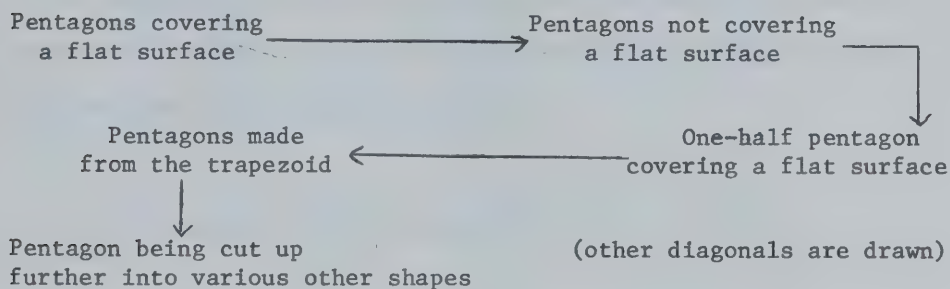 Pentagons covering
a flat surface
Pentagons not covering
a flat surface
One-half pentagon
covering a flat surface
Pentagons made
from the trapezoid
Pentagon being cut up
further into various other shapes
(other diagonals are drawn)